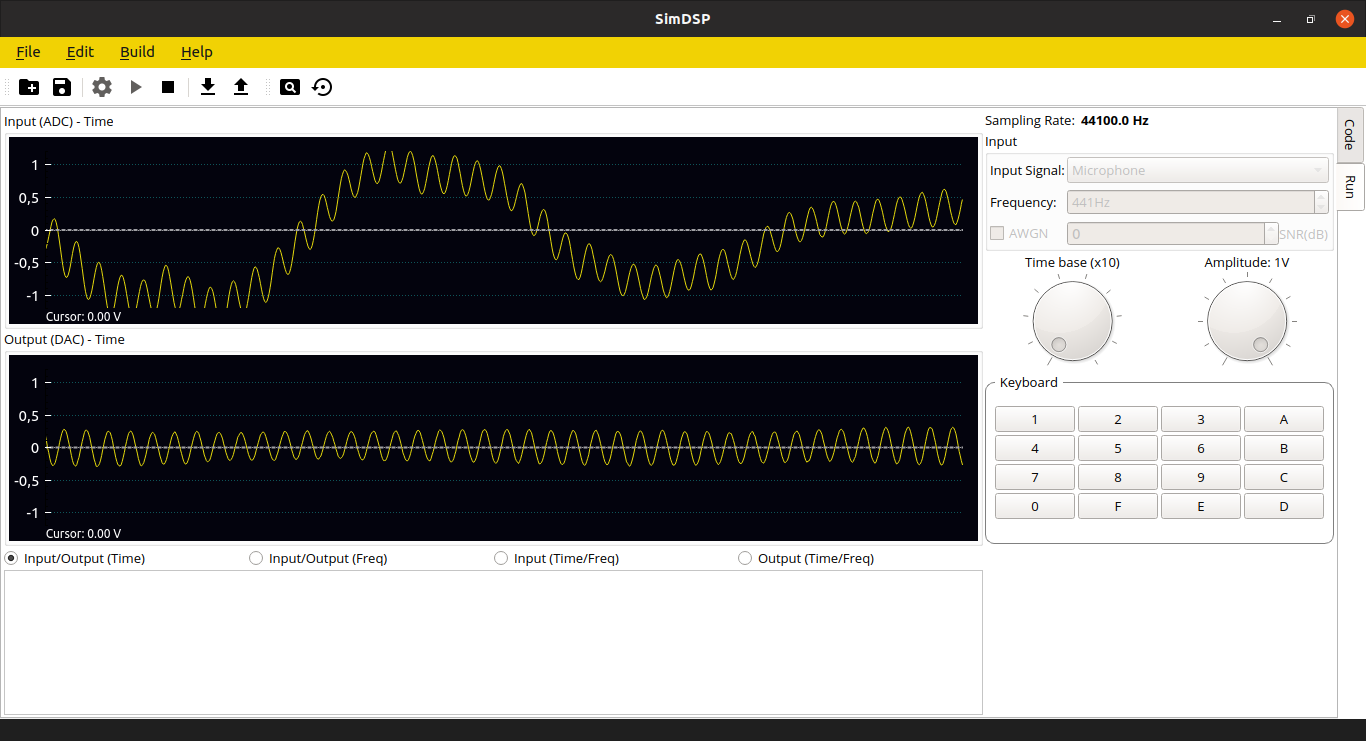 SimDSP
File Edit Build Help
Input (ADC) - Time
1
0,5
0
-0,5
-1
Cursor: 0.00 V
Output (DAC) - Time
1
0,5
0
-0,5
-1
Cursor: 0.00 V
Input/Output (Time) Input/Output (Freq) Input (Time/Freq) Output (Time/Freq)
Sampling Rate: 44100.0 Hz
Input
Input Signal: Microphone
Frequency: 441Hz
AWGN 0 SNR(dB)
Time base (x10) Amplitude: 1V
Keyboard
1 2 3 A
4 5 6 B
7 8 9 C
0 F E D
Code
Run